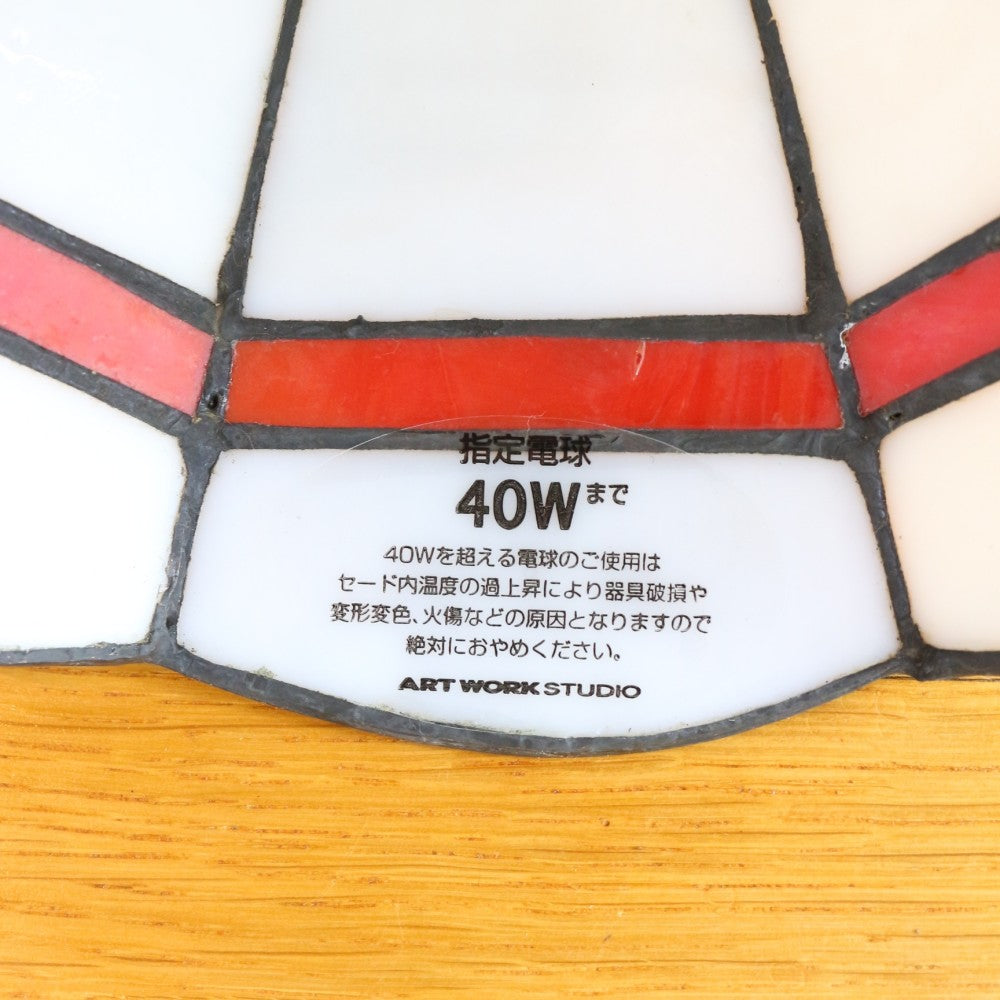 指定電球
40Wまで
40Wを超える電球のご使用は
セード内温度の過上昇により器具破損や
変形変色、火傷などの原因となりますので
絶対におやめください。
ART WORK STUDIO